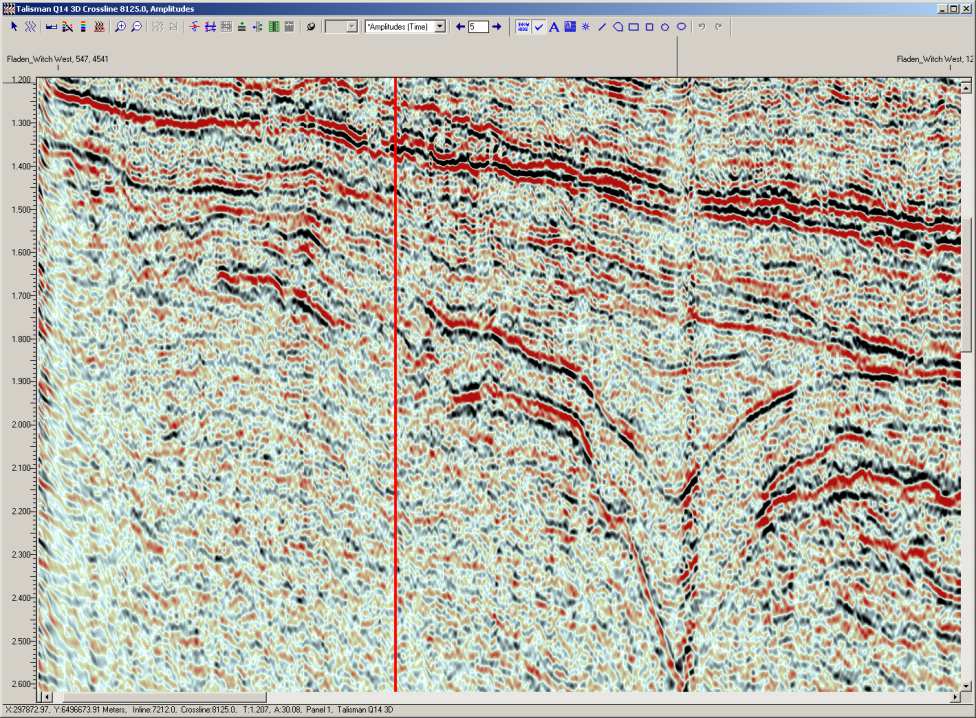 Talisman Q14 3D Crossline 8125.0, Amplitudes
*Amplitudes (Time)
5
A
Fladen_Witch West, 547, 4541
Fladen_Witch West, 12
1.200
1.300
1.400
1.500
1.600
1.700
1.800
1.900
2.000
2.100
2.200
2.300
2.400
2.500
2.600
X:297872.97, Y:6496673.91 Meters, Inline:7212.0, Crossline:8125.0, T:1.207, A:30.08, Panel 1, Talisman Q14 3D